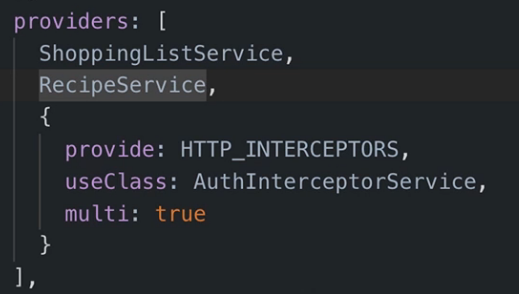 providers: [
ShoppingListService,
RecipeService,
{
provide: HTTP_INTERCEPTORS,
useClass: AuthInterceptorService,
multi: true
}
],